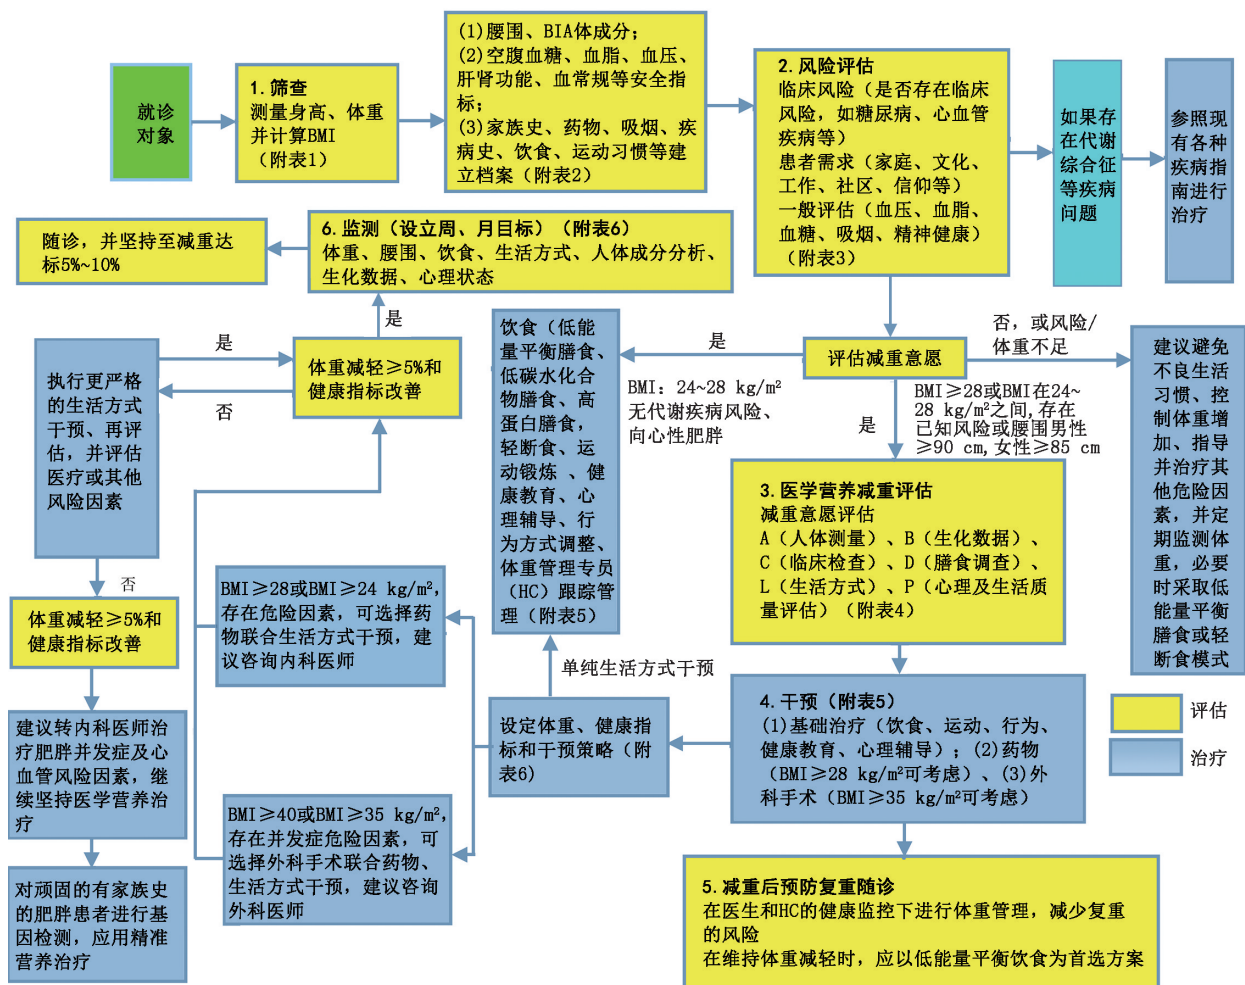 就诊
对象
1. 筛查
测量身高、体重
并计算BMI
（附表1）
(1)腰围、BIA体成分；
(2)空腹血糖、血脂、血压、
肝肾功能、血常规等安全指
标；
(3)家族史、药物、吸烟、疾
病史、饮食、运动习惯等建
立档案（附表2）
2. 风险评估
临床风险（是否存在临床
风险，如糖尿病、心血管
疾病等）
患者需求（家庭、文化、
工作、社区、信仰等）
一般评估（血压、血脂、
血糖、吸烟、精神健康）
（附表3）
如果存
在代谢
综合征
等疾病
问题
参照现
有各种
疾病指
南进行
治疗
6. 监测（设立周、月目标）（附表6）
体重、腰围、饮食、生活方式、人体成分分析、
生化数据、心理状态
随诊，并坚持至减重达
标5%~10%
是
体重减轻≥5%和
健康指标改善
是
否
执行更严格
的生活方式
干预、再评
估，并评估
医疗或其他
风险因素
否
体重减轻≥5%和
健康指标改善
建议转内科医师治
疗肥胖并发症及心
血管风险因素，继
续坚持医学营养治
疗
对顽固的有家族史
的肥胖患者进行基
因检测，应用精准
营养治疗
饮食（低能
量平衡膳食、
低碳水化合
物膳食、高
蛋白膳食，
轻断食、运
动锻炼 、健
康教育、心
理辅导、行
为方式调整、
体重管理专员
（HC）跟踪管
理（附表5）
是
BMI：24~28 kg/m²
无代谢疾病风险、
向心性肥胖
评估减重意愿
否，或风险/
体重不足
建议避免
不良生活
习惯、控
制体重增
加、指导
并治疗其
他危险因
素，并定
期监测体
重，必要
时采取低
能量平衡
膳食或轻
断食模式
是
BMI≥28或BMI在24~
28 kg/m²之间,存在
已知风险或腰围男性
≥90 cm,女性≥85 cm
3. 医学营养减重评估
减重意愿评估
A（人体测量）、B（生化数据）、
C（临床检查）、D（膳食调查）、
L（生活方式）、P（心理及生活质
量评估）（附表4）
4. 干预（附表5）
(1)基础治疗（饮食、运动、行为、
健康教育、心理辅导）；(2)药物
（BMI≥28 kg/m²可考虑）、(3)外
科手术（BMI≥35 kg/m²可考虑）
单纯生活方式干预
设定体重、健康指
标和干预策略（附
表6）
BMI≥28或BMI≥24 kg/m²,
存在危险因素，可选择药
物联合生活方式干预，建
议咨询内科医师
BMI≥40或BMI≥35 kg/m²,
存在并发症危险因素，可
选择外科手术联合药物、
生活方式干预，建议咨询
外科医师
5. 减重后预防复重随诊
在医生和HC的健康监控下进行体重管理，减少复重
的风险
在维持体重减轻时，应以低能量平衡饮食为首选方案
评估
治疗